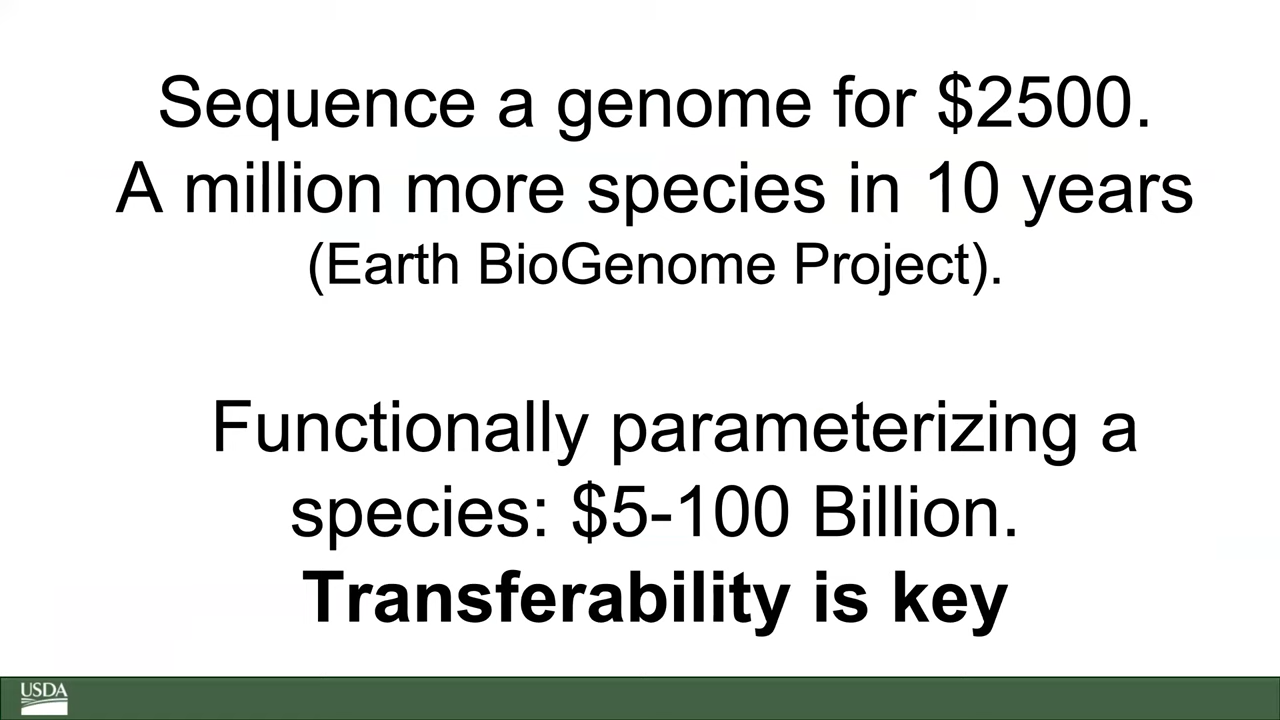 Sequence a genome for $2500.
A million more species in 10 years
(Earth BioGenome Project).
Functionally parameterizing a
species: $5-100 Billion.
Transferability is key
USDA